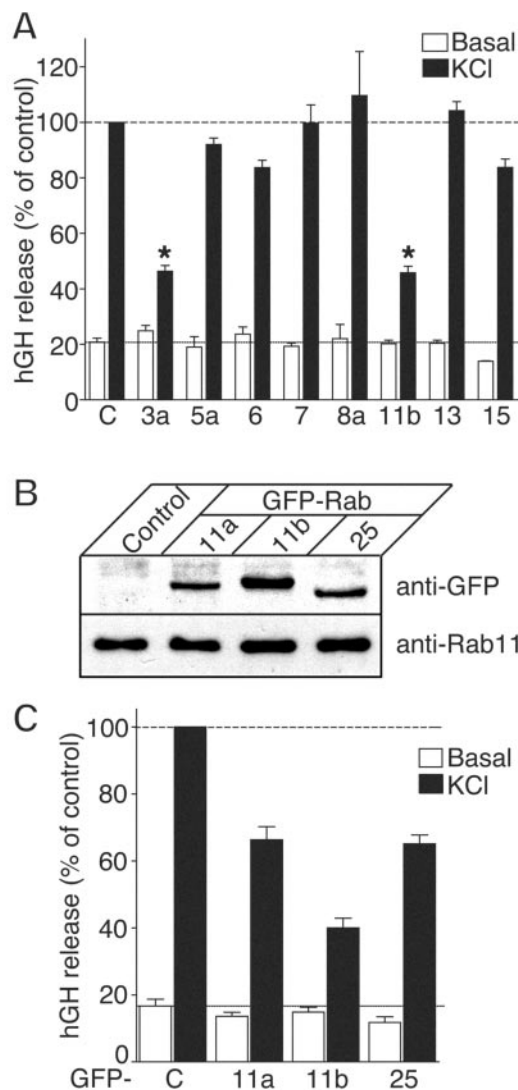 A
Basal
KCl
hGH release (% of control)
120
100
80
60
40
20
0
C 3a 5a 6 7 8a 11b 13 15
* *
B
GFP-Rab
Control 11a 11b 25
anti-GFP
anti-Rab11
C
Basal
KCl
hGH release (% of control)
100
80
60
40
20
0
GFP- C 11a 11b 25